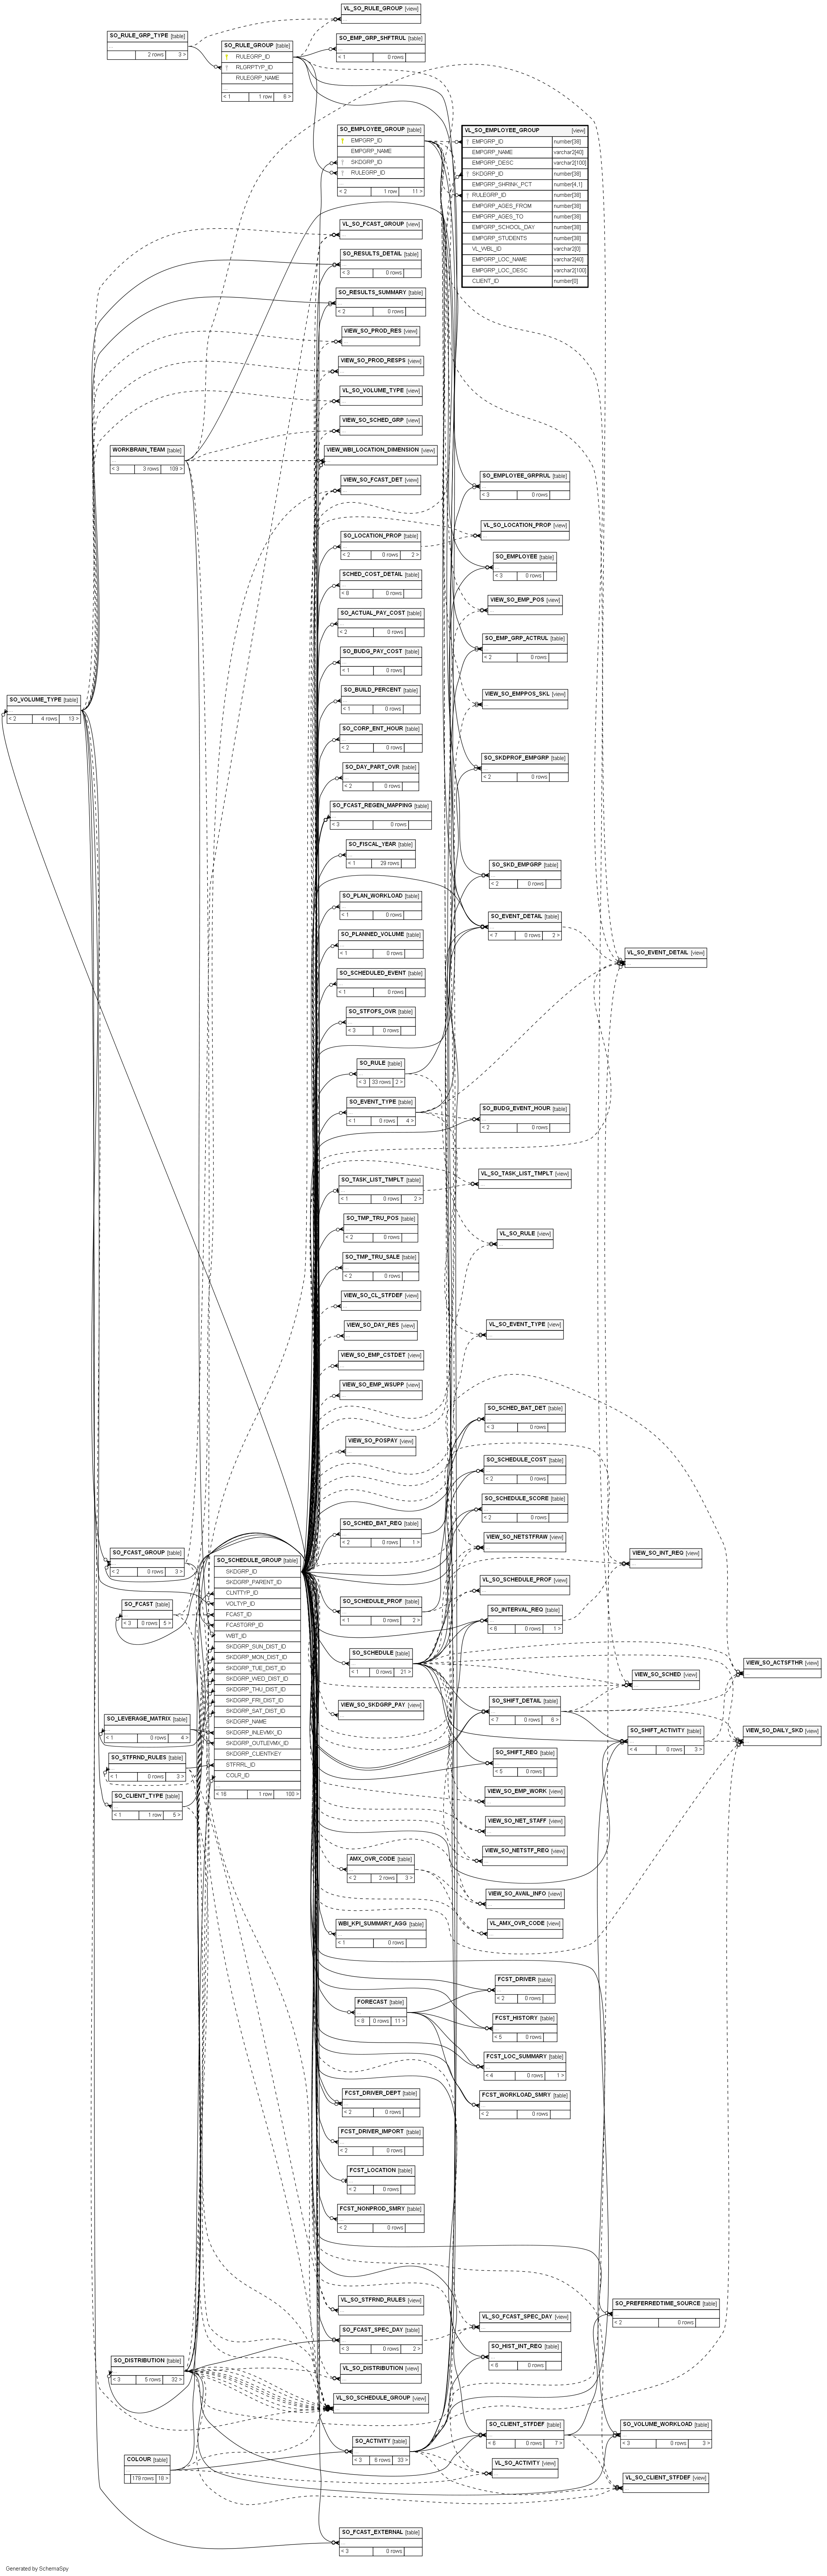 VL_SO_RULE_GROUP [view]
...
SO_RULE_GRP_TYPE [table]
...
2 rows 3 >
SO_RULE_GROUP [table]
RULEGRP_ID
RLGRPTYP_ID
RULEGRP_NAME
...
< 1 1 row 6 >
SO_EMP_GRP_SHFTRUL [table]
...
< 1 0 rows
SO_EMPLOYEE_GROUP [table]
EMPGRP_ID
EMPGRP_NAME
SKDGRP_ID
RULEGRP_ID
...
< 2 1 row 11 >
VL_SO_EMPLOYEE_GROUP [view]
EMPGRP_ID number[38]
EMPGRP_NAME varchar2[40]
EMPGRP_DESC varchar2[100]
SKDGRP_ID number[38]
EMPGRP_SHRINK_PCT number[4,1]
RULEGRP_ID number[38]
EMPGRP_AGES_FROM number[38]
EMPGRP_AGES_TO number[38]
EMPGRP_SCHOOL_DAY number[38]
EMPGRP_STUDENTS number[38]
VL_WBL_ID varchar2[0]
EMPGRP_LOC_NAME varchar2[40]
EMPGRP_LOC_DESC varchar2[100]
CLIENT_ID number[0]
VL_SO_FCAST_GROUP [view]
SO_RESULTS_DETAIL [table]
< 3 0 rows
SO_RESULTS_SUMMARY [table]
< 2 0 rows
VIEW_SO_PROD_RES [view]
VIEW_SO_PROD_RESPS [view]
VL_SO_VOLUME_TYPE [view]
VIEW_SO_SCHED_GRP [view]
WORKBRAIN_TEAM [table]
< 3 3 rows 109 >
VIEW_WBI_LOCATION_DIMENSION [view]
VIEW_SO_FCAST_DET [view]
SO_EMPLOYEE_GRPRUL [table]
< 3 0 rows
VL_SO_LOCATION_PROP [view]
SO_LOCATION_PROP [table]
< 2 0 rows 2 >
SO_EMPLOYEE [table]
< 3 0 rows
SCHED_COST_DETAIL [table]
< 8 0 rows
VIEW_SO_EMP_POS [view]
SO_ACTUAL_PAY_COST [table]
< 2 0 rows
SO_EMP_GRP_ACTRUL [table]
< 2 0 rows
SO_BUDG_PAY_COST [table]
< 1 0 rows
SO_BUILD_PERCENT [table]
< 1 0 rows
VIEW_SO_EMPPOS_SKL [view]
SO_VOLUME_TYPE [table]
< 2 4 rows 13 >
SO_CORP_ENT_HOUR [table]
< 2 0 rows
SO_SKDPROF_EMPGRP [table]
< 2 0 rows
SO_DAY_PART_OVR [table]
< 2 0 rows
SO_FCAST_REGEN_MAPPING [table]
< 3 0 rows
SO_FISCAL_YEAR [table]
< 1 29 rows
SO_SKD_EMPGRP [table]
< 2 0 rows
SO_PLAN_WORKLOAD [table]
< 1 0 rows
SO_EVENT_DETAIL [table]
< 7 0 rows 3 >
SO_PLANNED_VOLUME [table]
< 1 0 rows
VL_SO_EVENT_DETAIL [view]
SO_SCHEDULED_EVENT [table]
< 1 0 rows
SO_STFOFS_OVR [table]
< 3 0 rows
SO_RULE [table]
< 3 33 rows 2 >
SO_EVENT_TYPE [table]
< 1 0 rows 4 >
SO_BUDG_EVENT_HOUR [table]
< 2 0 rows
SO_TASK_LIST_TMPLT [table]
< 1 0 rows 2 >
VL_SO_TASK_LIST_TMPLT [view]
SO_TMP_TRU_POS [table]
< 2 0 rows
VL_SO_RULE [view]
SO_TMP_TRU_SALE [table]
< 2 0 rows
VIEW_SO_CL_STFDEF [view]
VIEW_SO_DAY_RES [view]
VL_SO_EVENT_TYPE [view]
VIEW_SO_EMP_CSTDET [view]
VIEW_SO_EMP_WSUPP [view]
SO_SCHED_BAT_DET [table]
< 3 0 rows
VIEW_SO_POSPAY [view]
SO_SCHEDULE_COST [table]
< 2 0 rows
SO_SCHEDULE_SCORE [table]
< 2 0 rows
SO_SCHED_BAT_REQ [table]
< 2 0 rows 1 >
VIEW_SO_NETSTFRAW [view]
VIEW_SO_INT_REQ [view]
SO_FCAST_GROUP [table]
< 2 0 rows 3 >
SO_SCHEDULE_GROUP [table]
SKDGRP_ID
SKDGRP_PARENT_ID
CLNTTYP_ID
VOLTYP_ID
FCAST_ID
FCASTGRP_ID
WBT_ID
SKDGRP_SUN_DIST_ID
SKDGRP_MON_DIST_ID
SKDGRP_TUE_DIST_ID
SKDGRP_WED_DIST_ID
SKDGRP_THU_DIST_ID
SKDGRP_FRI_DIST_ID
SKDGRP_SAT_DIST_ID
SKDGRP_NAME
SKDGRP_INLEVMX_ID
SKDGRP_OUTLEVMX_ID
SKDGRP_CLIENTKEY
STFRRL_ID
COLR_ID
...
< 16 1 row 100 >
VL_SO_SCHEDULE_PROF [view]
SO_FCAST [table]
< 3 0 rows 5 >
SO_SCHEDULE_PROF [table]
< 1 0 rows 2 >
SO_INTERVAL_REQ [table]
< 6 0 rows 1 >
SO_SCHEDULE [table]
< 1 0 rows 21 >
VIEW_SO_ACTSFTHR [view]
VIEW_SO_SCHED [view]
VIEW_SO_SKDGRP_PAY [view]
SO_SHIFT_DETAIL [table]
< 7 0 rows 6 >
SO_LEVERAGE_MATRIX [table]
< 1 0 rows 4 >
SO_SHIFT_ACTIVITY [table]
< 4 0 rows 3 >
VIEW_SO_DAILY_SKD [view]
SO_STFRND_RULES [table]
< 1 0 rows 3 >
SO_SHIFT_REQ [table]
< 5 0 rows
SO_CLIENT_TYPE [table]
< 1 1 row 5 >
VIEW_SO_EMP_WORK [view]
VIEW_SO_NET_STAFF [view]
VIEW_SO_NETSTF_REQ [view]
AMX_OVR_CODE [table]
< 2 2 rows 3 >
VIEW_SO_AVAIL_INFO [view]
WBI_KPI_SUMMARY_AGG [table]
< 1 0 rows
VL_AMX_OVR_CODE [view]
FCST_DRIVER [table]
< 2 0 rows
FORECAST [table]
< 8 0 rows 11 >
FCST_HISTORY [table]
< 5 0 rows
FCST_LOC_SUMMARY [table]
< 4 0 rows 1 >
FCST_DRIVER_DEPT [table]
< 2 0 rows
FCST_WORKLOAD_SMRY [table]
< 2 0 rows
FCST_DRIVER_IMPORT [table]
< 2 0 rows
FCST_LOCATION [table]
< 2 0 rows
FCST_NONPROD_SMRY [table]
< 2 0 rows
VL_SO_STFRND_RULES [view]
SO_PREFERREDTIME_SOURCE [table]
< 2 0 rows
VL_SO_FCAST_SPEC_DAY [view]
SO_FCAST_SPEC_DAY [table]
< 3 0 rows 2 >
SO_HIST_INT_REQ [table]
< 6 0 rows
SO_DISTRIBUTION [table]
< 3 5 rows 32 >
VL_SO_DISTRIBUTION [view]
VL_SO_SCHEDULE_GROUP [view]
SO_CLIENT_STFDEF [table]
< 6 0 rows 7 >
SO_VOLUME_WORKLOAD [table]
< 3 0 rows 3 >
SO_ACTIVITY [table]
< 3 6 rows 33 >
COLOUR [table]
179 rows 18 >
VL_SO_ACTIVITY [view]
VL_SO_CLIENT_STFDEF [view]
SO_FCAST_EXTERNAL [table]
< 3 0 rows
Generated by SchemaSpy